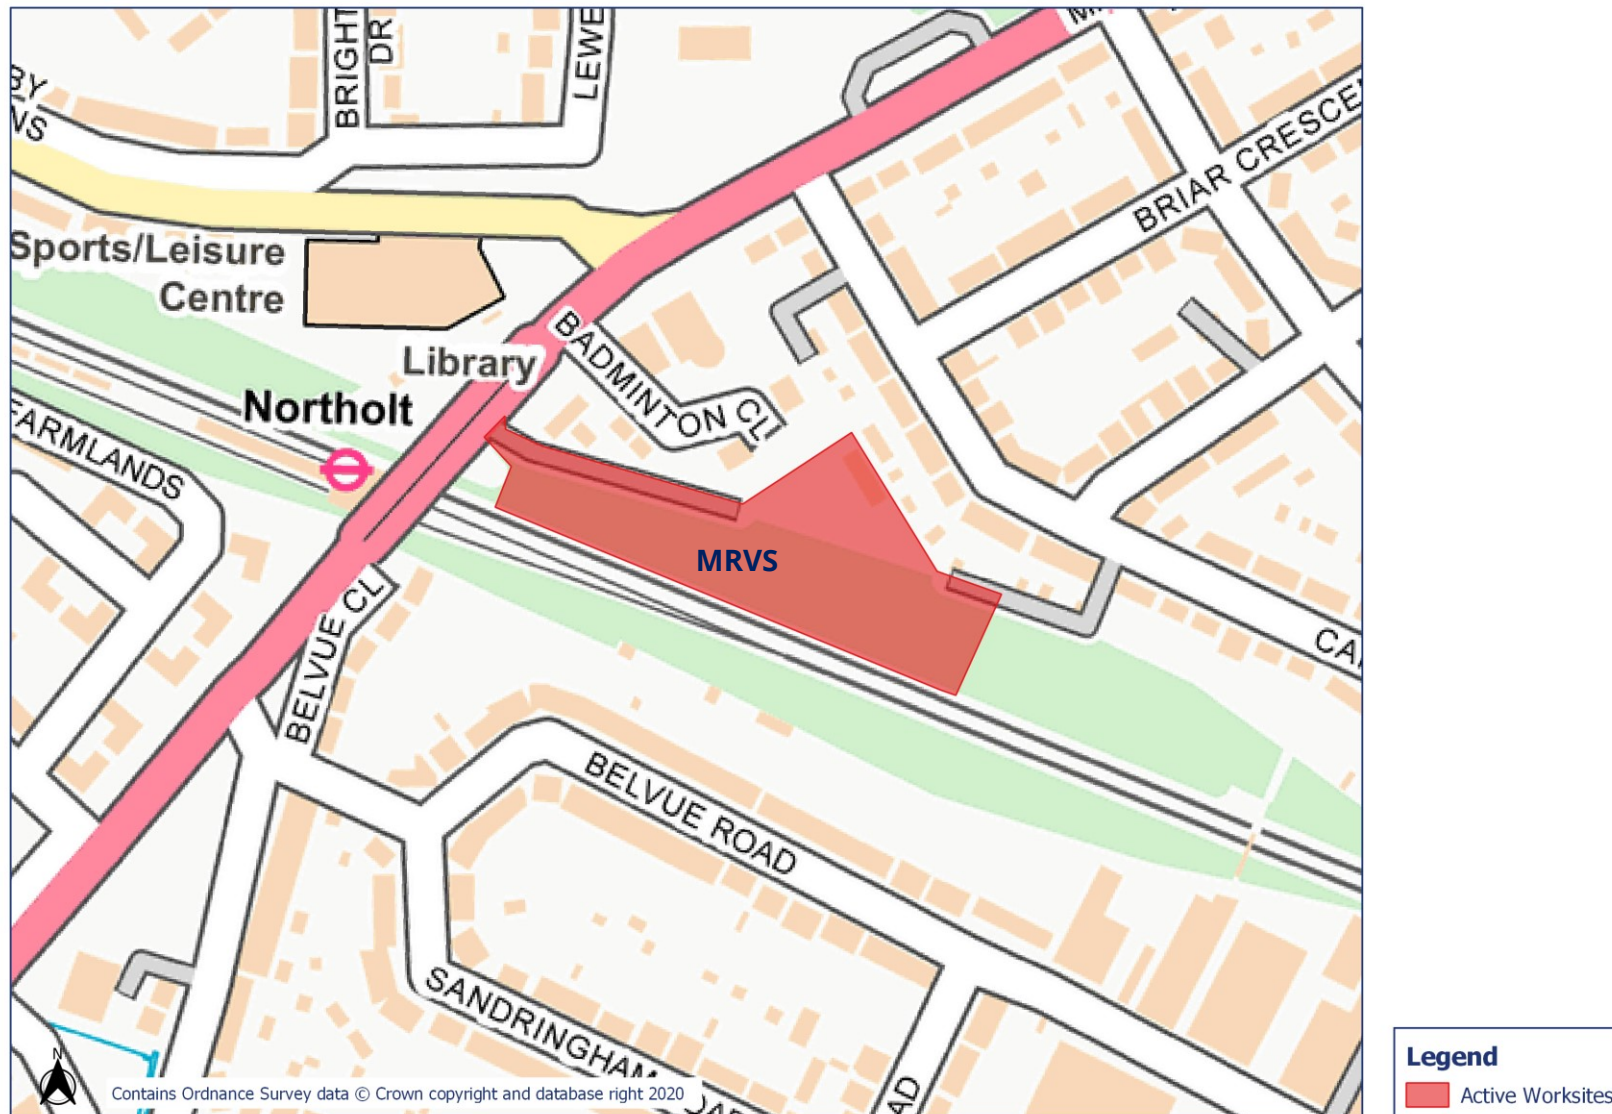 BRIGHT
DR
LEWE
BY
NS
BRIAR CRESCE
Sports/Leisure
Centre
Library
BADMINTON CL
Northolt
FARMLANDS
MRVS
BELVUE CL
CA
BELVUE ROAD
SANDRINGHAM
AD
N
Contains Ordnance Survey data © Crown copyright and database right 2020
Legend
Active Worksites